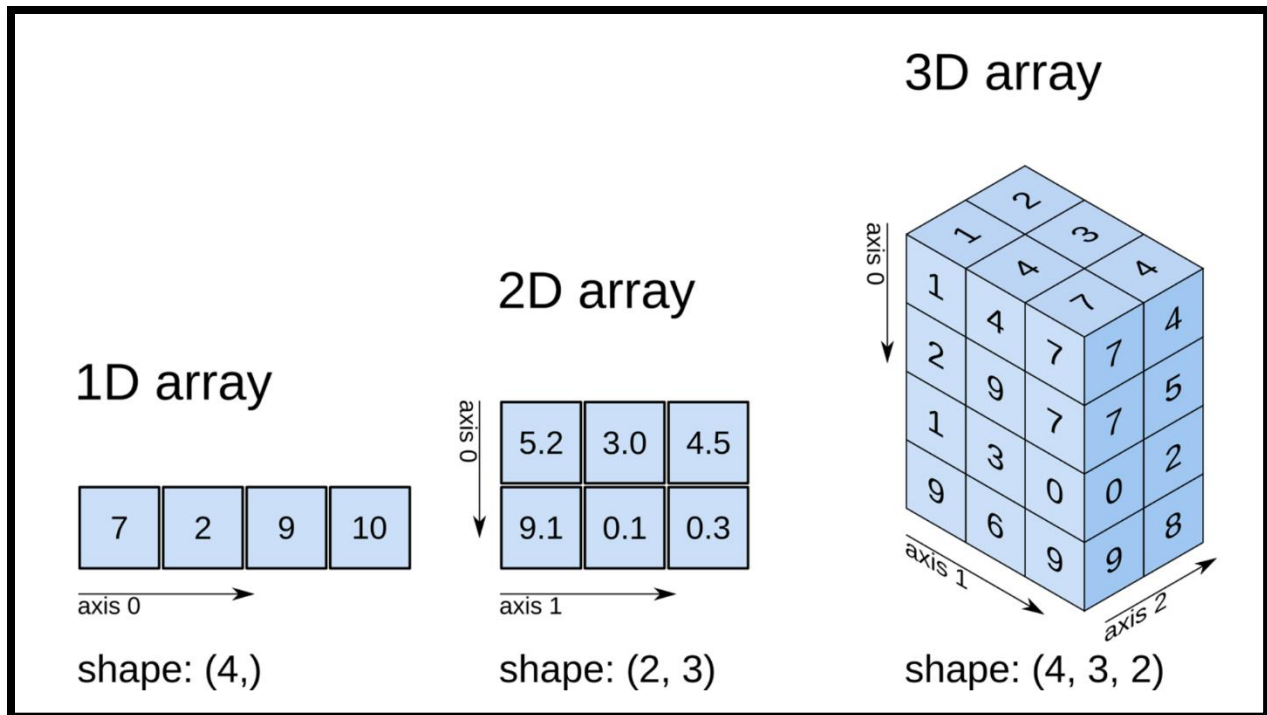 1D array
7 2 9 10
axis 0
shape: (4,)
2D array
axis 0
5.2 3.0 4.5
9.1 0.1 0.3
axis 1
shape: (2, 3)
3D array
axis 0
2
1 3
4 4
7
1 4 7 7 4
2 9 7 7 5
1 3 0 0 2
9 6 9 9 8
axis 1
axis 2
shape: (4, 3, 2)